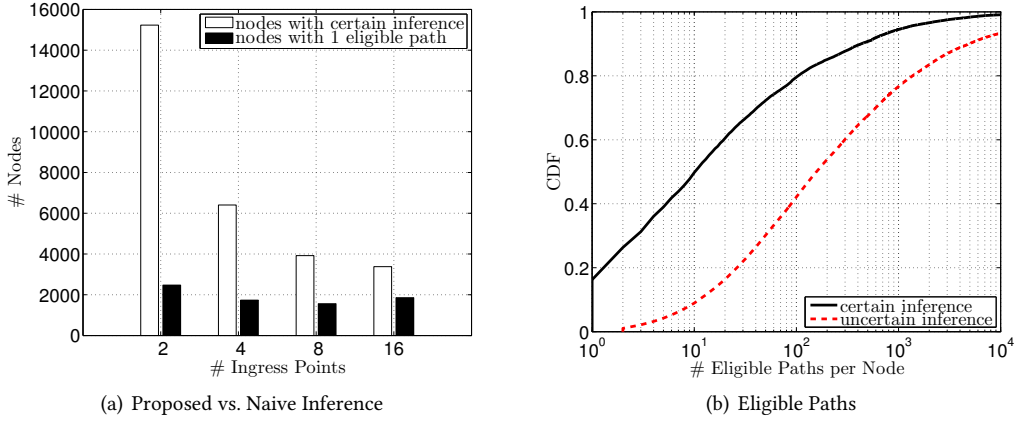 16000
14000
12000
10000
8000
6000
4000
2000
0
# Nodes
nodes with certain inference
nodes with 1 eligible path
2 4 8 16
# Ingress Points
(a) Proposed vs. Naive Inference
1
0.8
0.6
0.4
0.2
0
CDF
certain inference
uncertain inference
10^0 10^1 10^2 10^3 10^4
# Eligible Paths per Node
(b) Eligible Paths